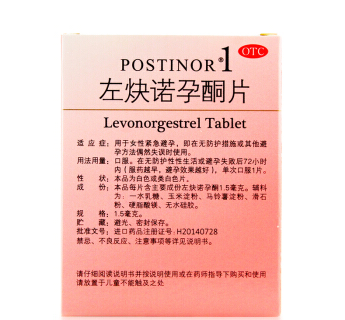 OTC
POSTINOR®1
左炔诺孕酮片
Levonorgestrel Tablet
适 应 症: 用于女性紧急避孕，即在无防护措施或其他避
孕方法偶然失误时使用。
用法用量: 口服。在无防护性性生活或避孕失败后72小时
内（服药越早，避孕效果越好），单次口服1片。
性 状: 本品为白色或类白色片。
成 份: 本品每片含主要成份左炔诺孕酮1.5毫克。辅料
为：一水乳糖、玉米淀粉、马铃薯淀粉、滑石
粉、硬脂酸镁、无水硅胶。
规 格: 1.5毫克。
贮 藏: 避光、密封保存。
批准文号: 进口药品注册证号: H20140728
禁忌、不良反应、注意事项等详见说明书。
请仔细阅读说明书并按说明使用或在药师指导下购买和使用
请放置于儿童不能触及之处